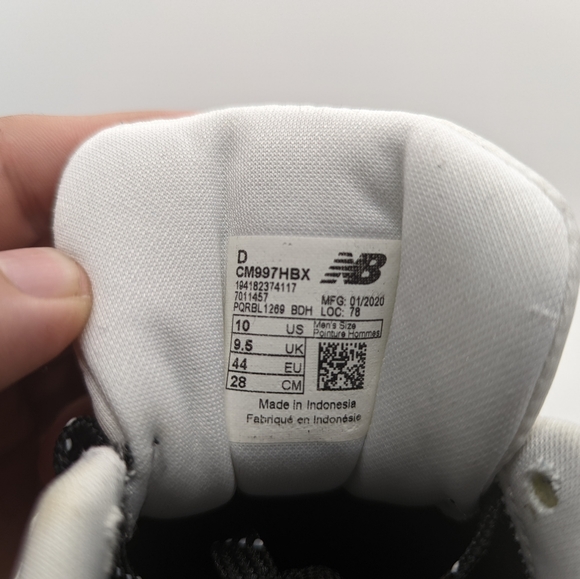 D
CM997HBX NB
194182374117
7011457 MFG: 01/2020
PQRBL1269 BDH LOC: 78
10 US Men's Size
Pointure Hommes
9.5 UK
44 EU
28 CM
Made in Indonesia
Fabriqué en Indonésie